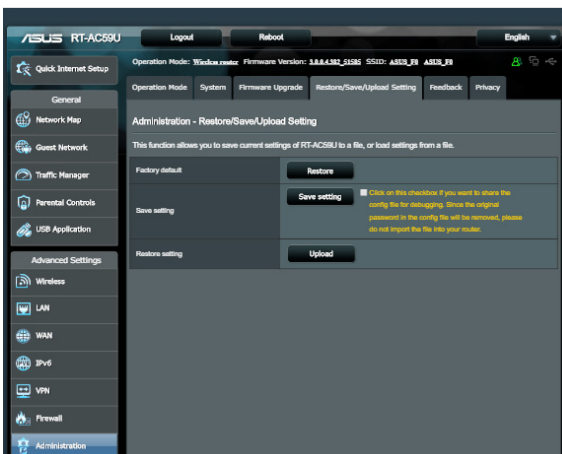 ASUS RT-AC59U Logout Reboot English
Quick Internet Setup
Operation Mode: Wireless router Firmware Version: 3.0.0.4.382_51585 SSID: ASUS_F0 ASUS_F0
Operation Mode System Firmware Upgrade Restore/Save/Upload Setting Feedback Privacy
General
Network Map
Guest Network
Traffic Manager
Parental Controls
USB Application
Advanced Settings
Wireless
LAN
WAN
IPv6
VPN
Firewall
Administration
Administration - Restore/Save/Upload Setting
This function allows you to save current settings of RT-AC59U to a file, or load settings from a file.
Factory default Restore
Save setting Save setting
Click on this checkbox if you want to share the
config file for debugging. Since the original
password in the config file will be removed, please
do not import the file into your router.
Restore setting Upload